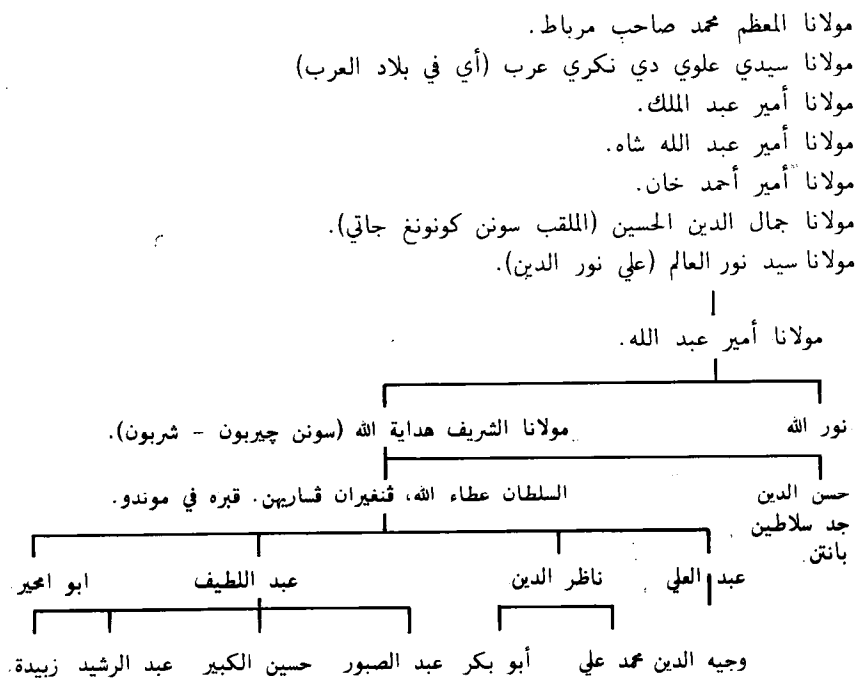 مولانا المعظم محمد صاحب مرباط.
مولانا سيدي علوي دي نكري عرب (أي في بلاد العرب)
مولانا أمير عبد الملك.
مولانا أمير عبد الله شاه.
مولانا أمير أحمد خان.
مولانا جمال الدين الحسين (الملقب سونن كونونغ جاتي).
مولانا سيد نور العالم (علي نور الدين).
مولانا أمير عبد الله.
نور الله مولانا الشريف هداية الله (سونن چيربون - شربون).
حسن الدين السلطان عطاء الله، ڤنغيران ڤساريهن. قبره في موندو.
جد سلاطين
بانتن
عبد العلي ناظر الدين عبد اللطيف ابو امحير
وجيه الدين محمد علي أبو بكر عبد الصبور حسين الكبير عبد الرشيد زبيدة.